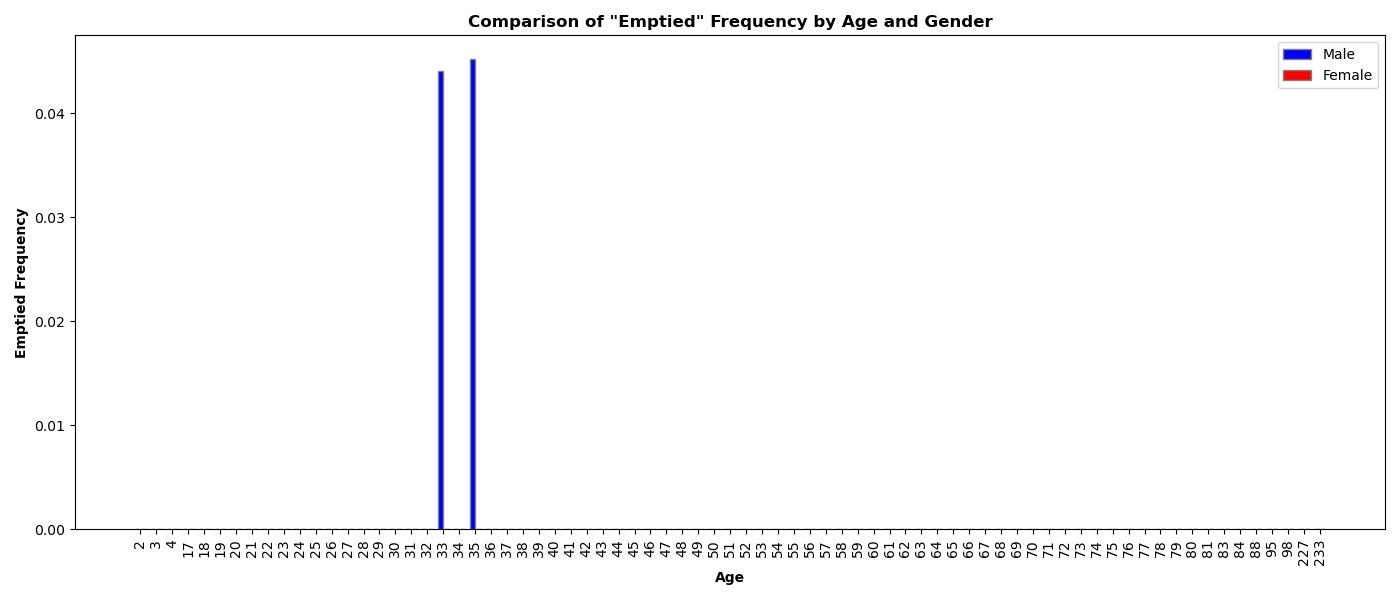 Comparison of "Emptied" Frequency by Age and Gender
Male
Female
Emptied Frequency
0.04
0.03
0.02
0.01
0.00
2 3 4 17 18 19 20 21 22 23 24 25 26 27 28 29 30 31 32 33 34 35 36 37 38 39 40 41 42 43 44 45 46 47 48 49 50 51 52 53 54 55 56 57 58 59 60 61 62 63 64 65 66 67 68 69 70 71 72 73 74 75 76 77 78 79 80 81 83 84 88 95 98 227 233
Age